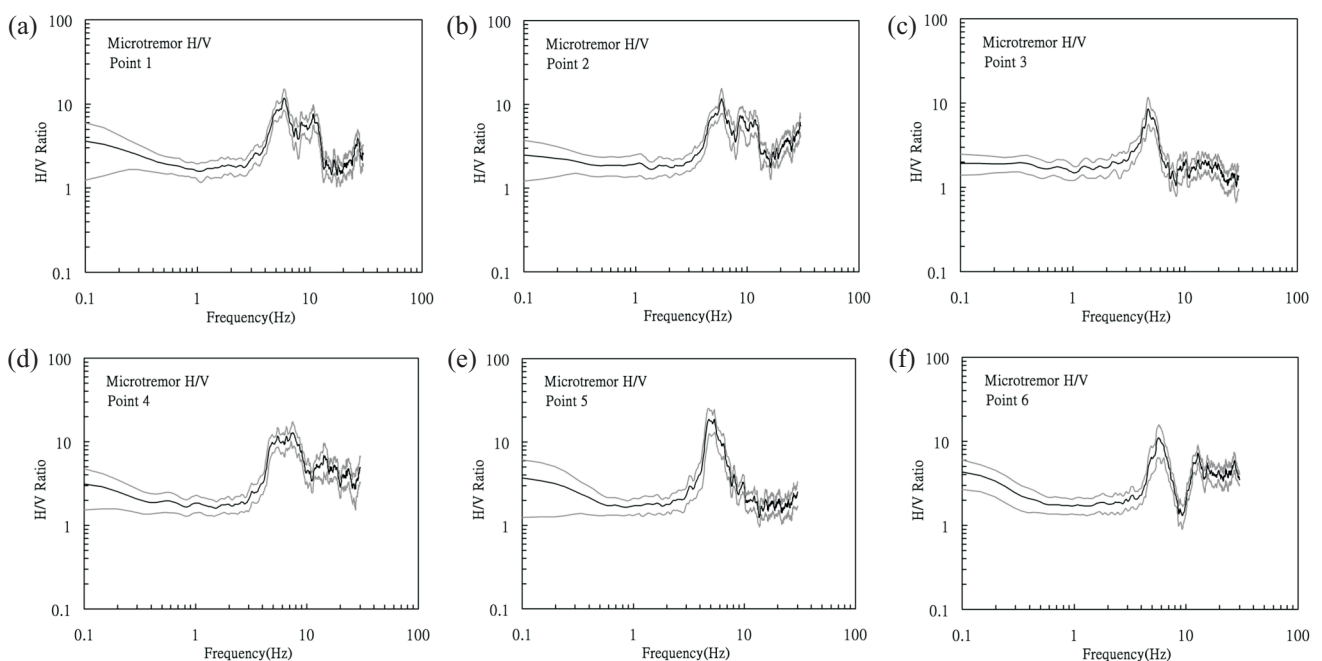 (a)
100
10
1
0.1
H/V Ratio
Microtremor H/V
Point 1
0.1 1 10 100
Frequency(Hz)
(b)
100
10
1
0.1
H/V Ratio
Microtremor H/V
Point 2
0.1 1 10 100
Frequency(Hz)
(c)
100
10
1
0.1
H/V Ratio
Microtremor H/V
Point 3
0.1 1 10 100
Frequency(Hz)
(d)
100
10
1
0.1
H/V Ratio
Microtremor H/V
Point 4
0.1 1 10 100
Frequency(Hz)
(e)
100
10
1
0.1
H/V Ratio
Microtremor H/V
Point 5
0.1 1 10 100
Frequency(Hz)
(f)
100
10
1
0.1
H/V Ratio
Microtremor H/V
Point 6
0.1 1 10 100
Frequency(Hz)